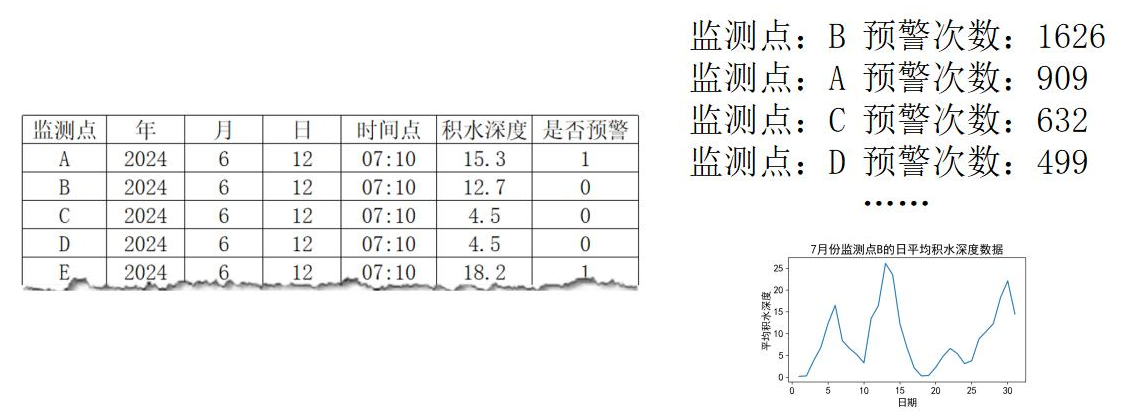 监测点 年 月 日 时间点 积水深度 是否预警
A 2024 6 12 07:10 15.3 1
B 2024 6 12 07:10 12.7 0
C 2024 6 12 07:10 4.5 0
D 2024 6 12 07:10 4.5 0
E 2024 6 12 07:10 18.2 1
监测点：B 预警次数：1626
监测点：A 预警次数：909
监测点：C 预警次数：632
监测点：D 预警次数：499
……
7月份监测点B的日平均积水深度数据
平均积水深度
25
20
15
10
5
0
0 5 10 15 20 25 30
日期